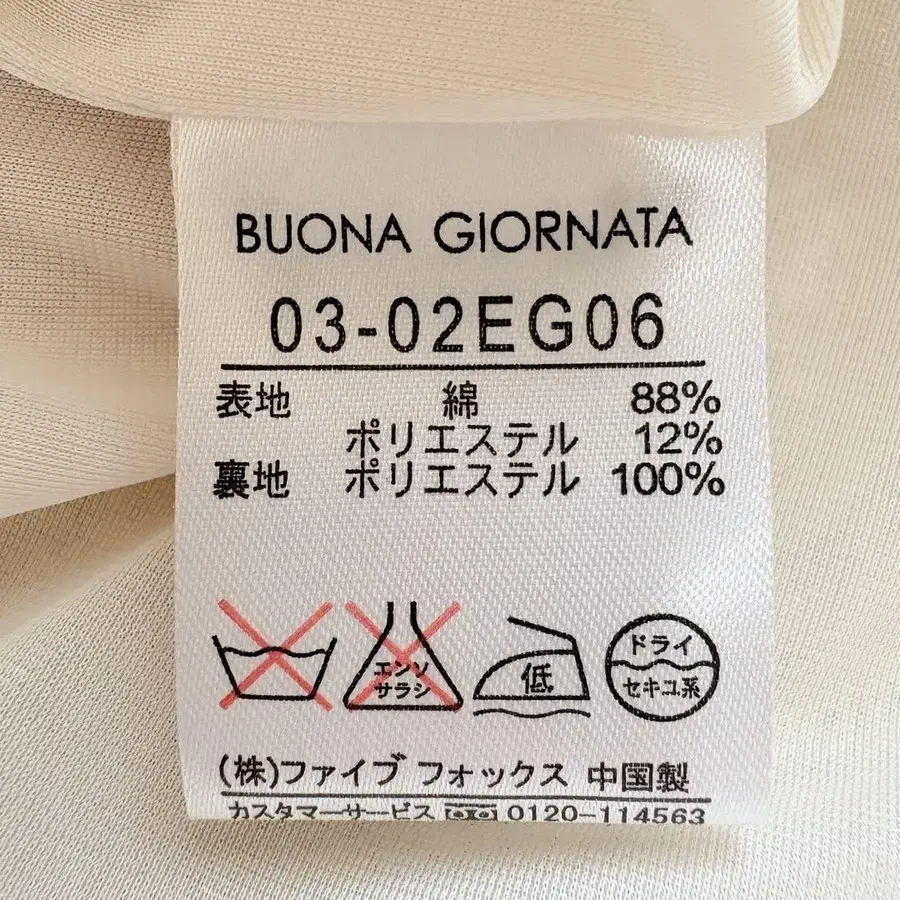 BUONA GIORNATA
03-02EG06
表地 綿 88%
ポリエステル 12%
裏地 ポリエステル 100%
エンソ
サラシ
低
ドライ
セキユ系
(株)ファイブ フォックス 中国製
カスタマーサービス 0120-114563